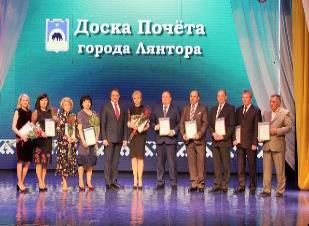 Доска Почёта
города Лянтора